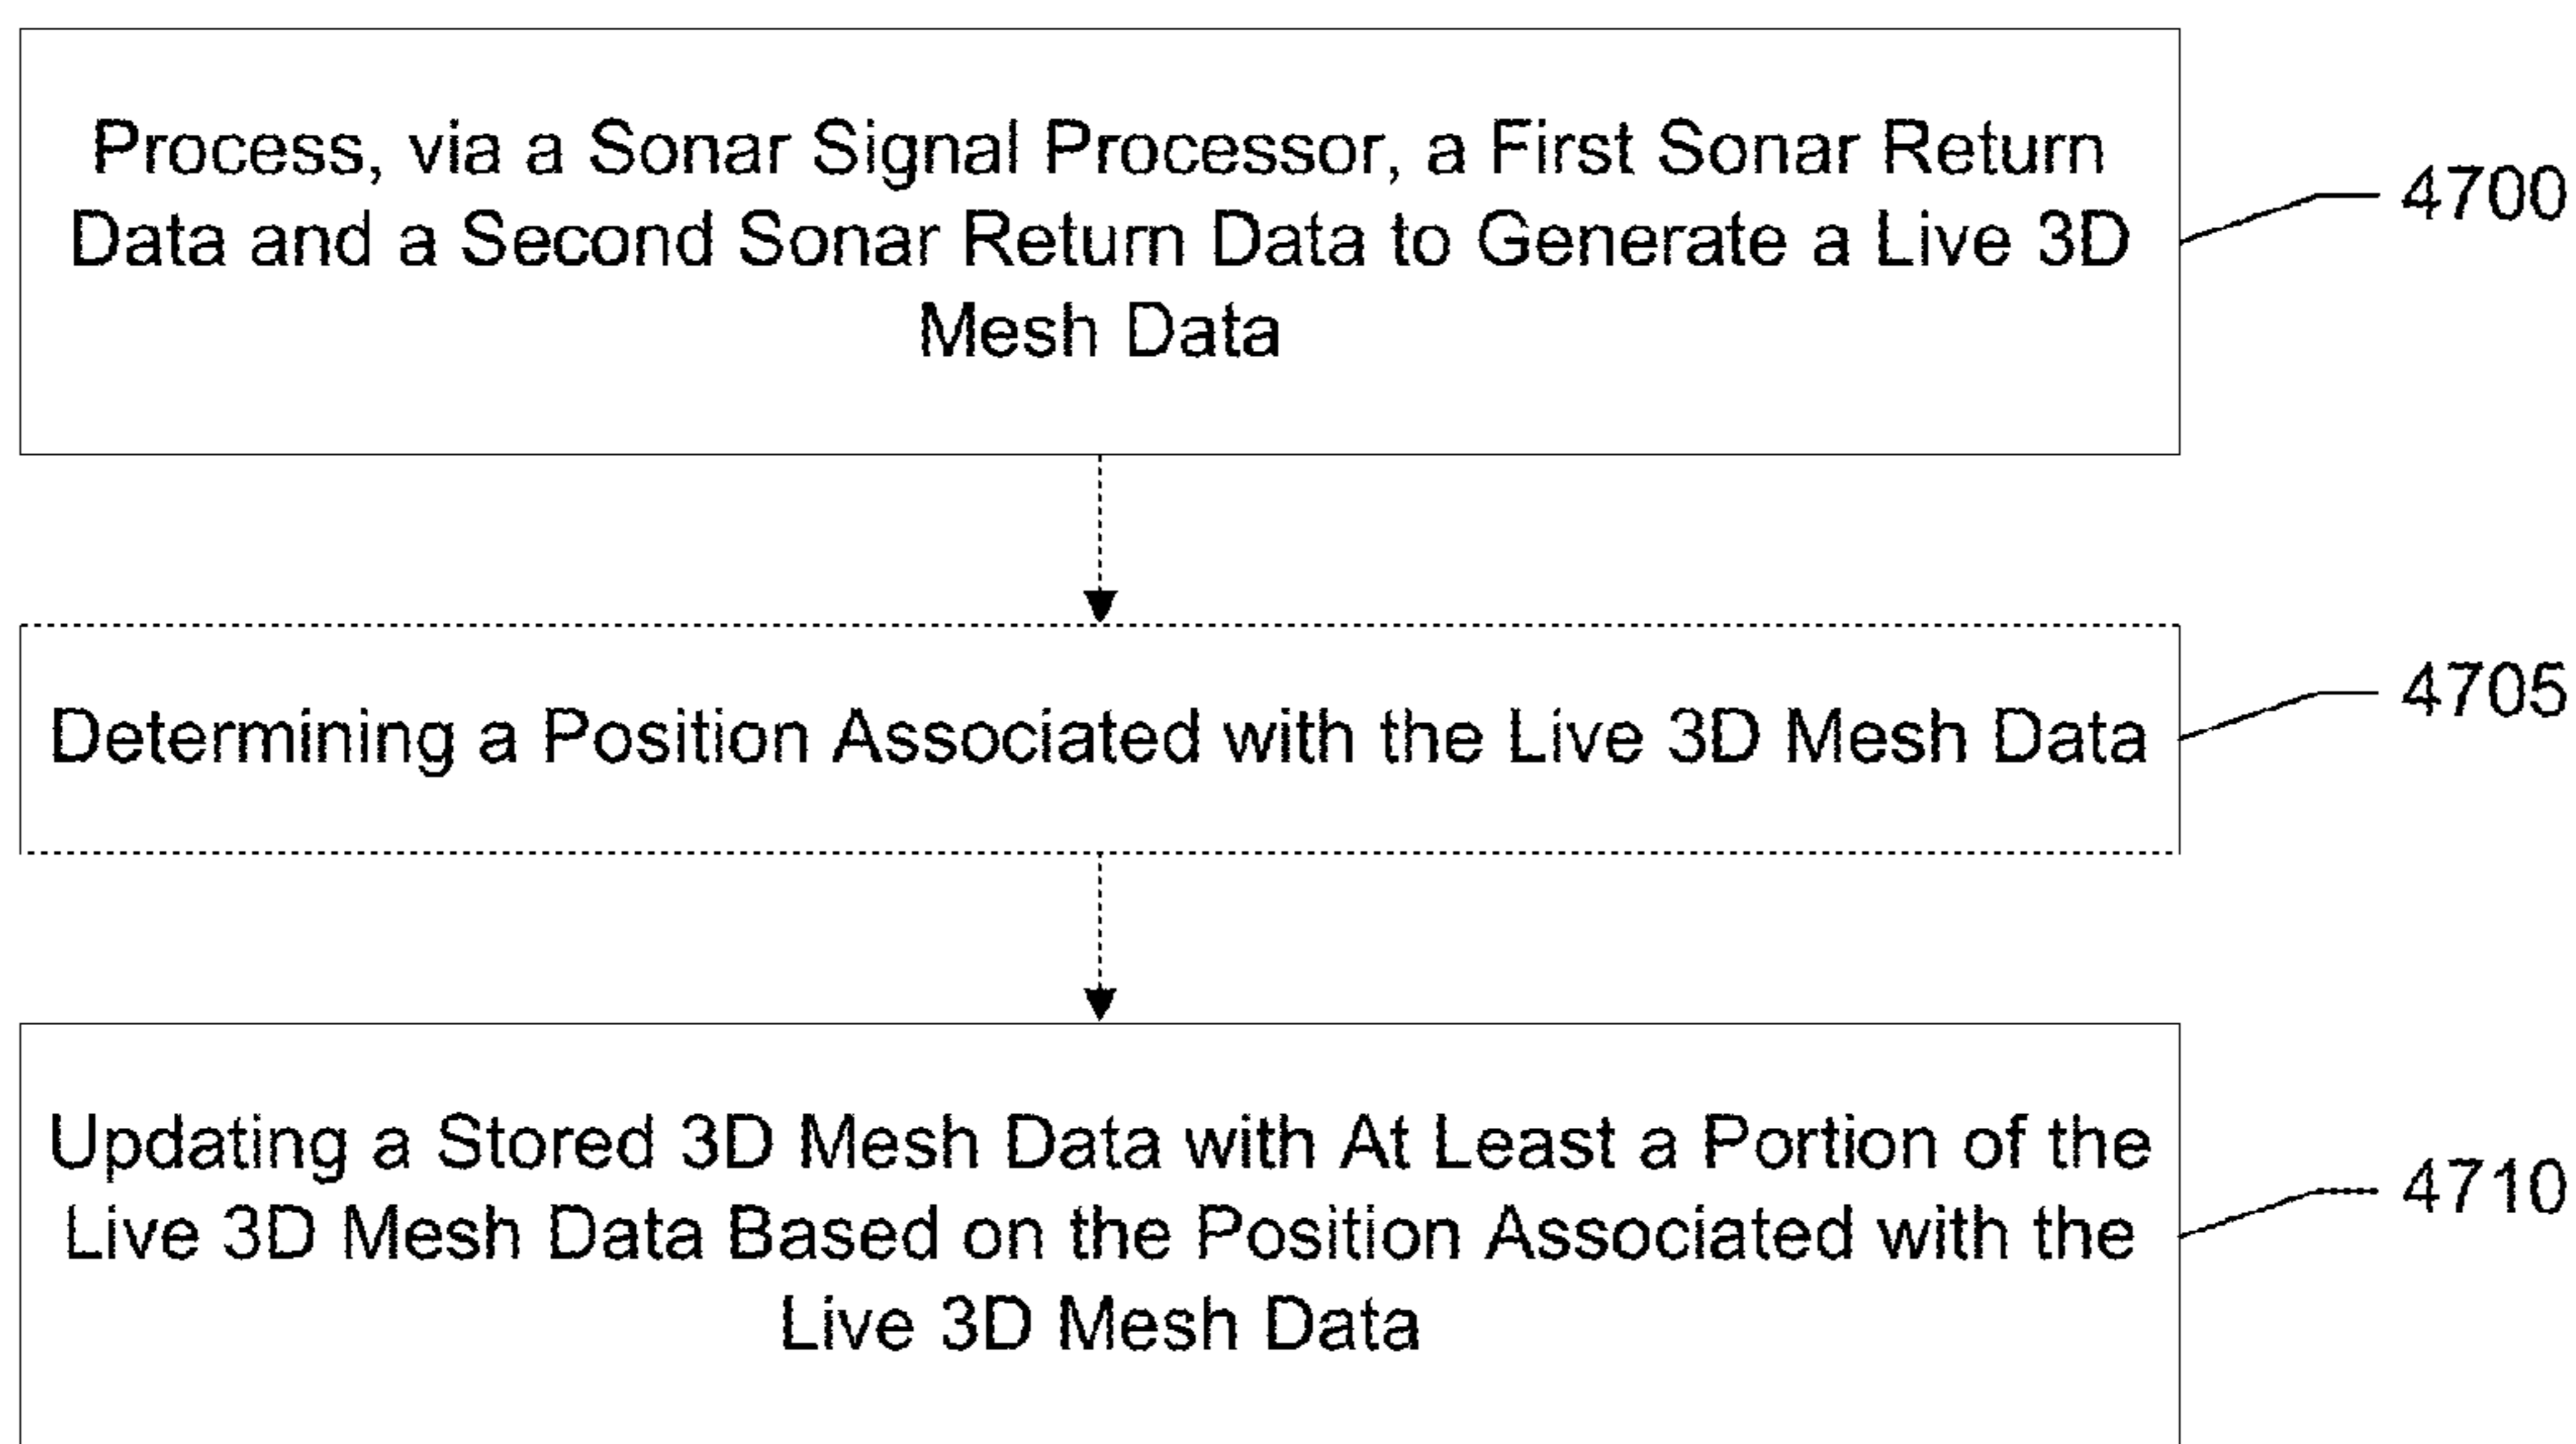 Process, via a Sonar Signal Processor, a First Sonar Return
Data and a Second Sonar Return Data to Generate a Live 3D
Mesh Data
4700
Determining a Position Associated with the Live 3D Mesh Data
4705
Updating a Stored 3D Mesh Data with At Least a Portion of the
Live 3D Mesh Data Based on the Position Associated with the
Live 3D Mesh Data
4710